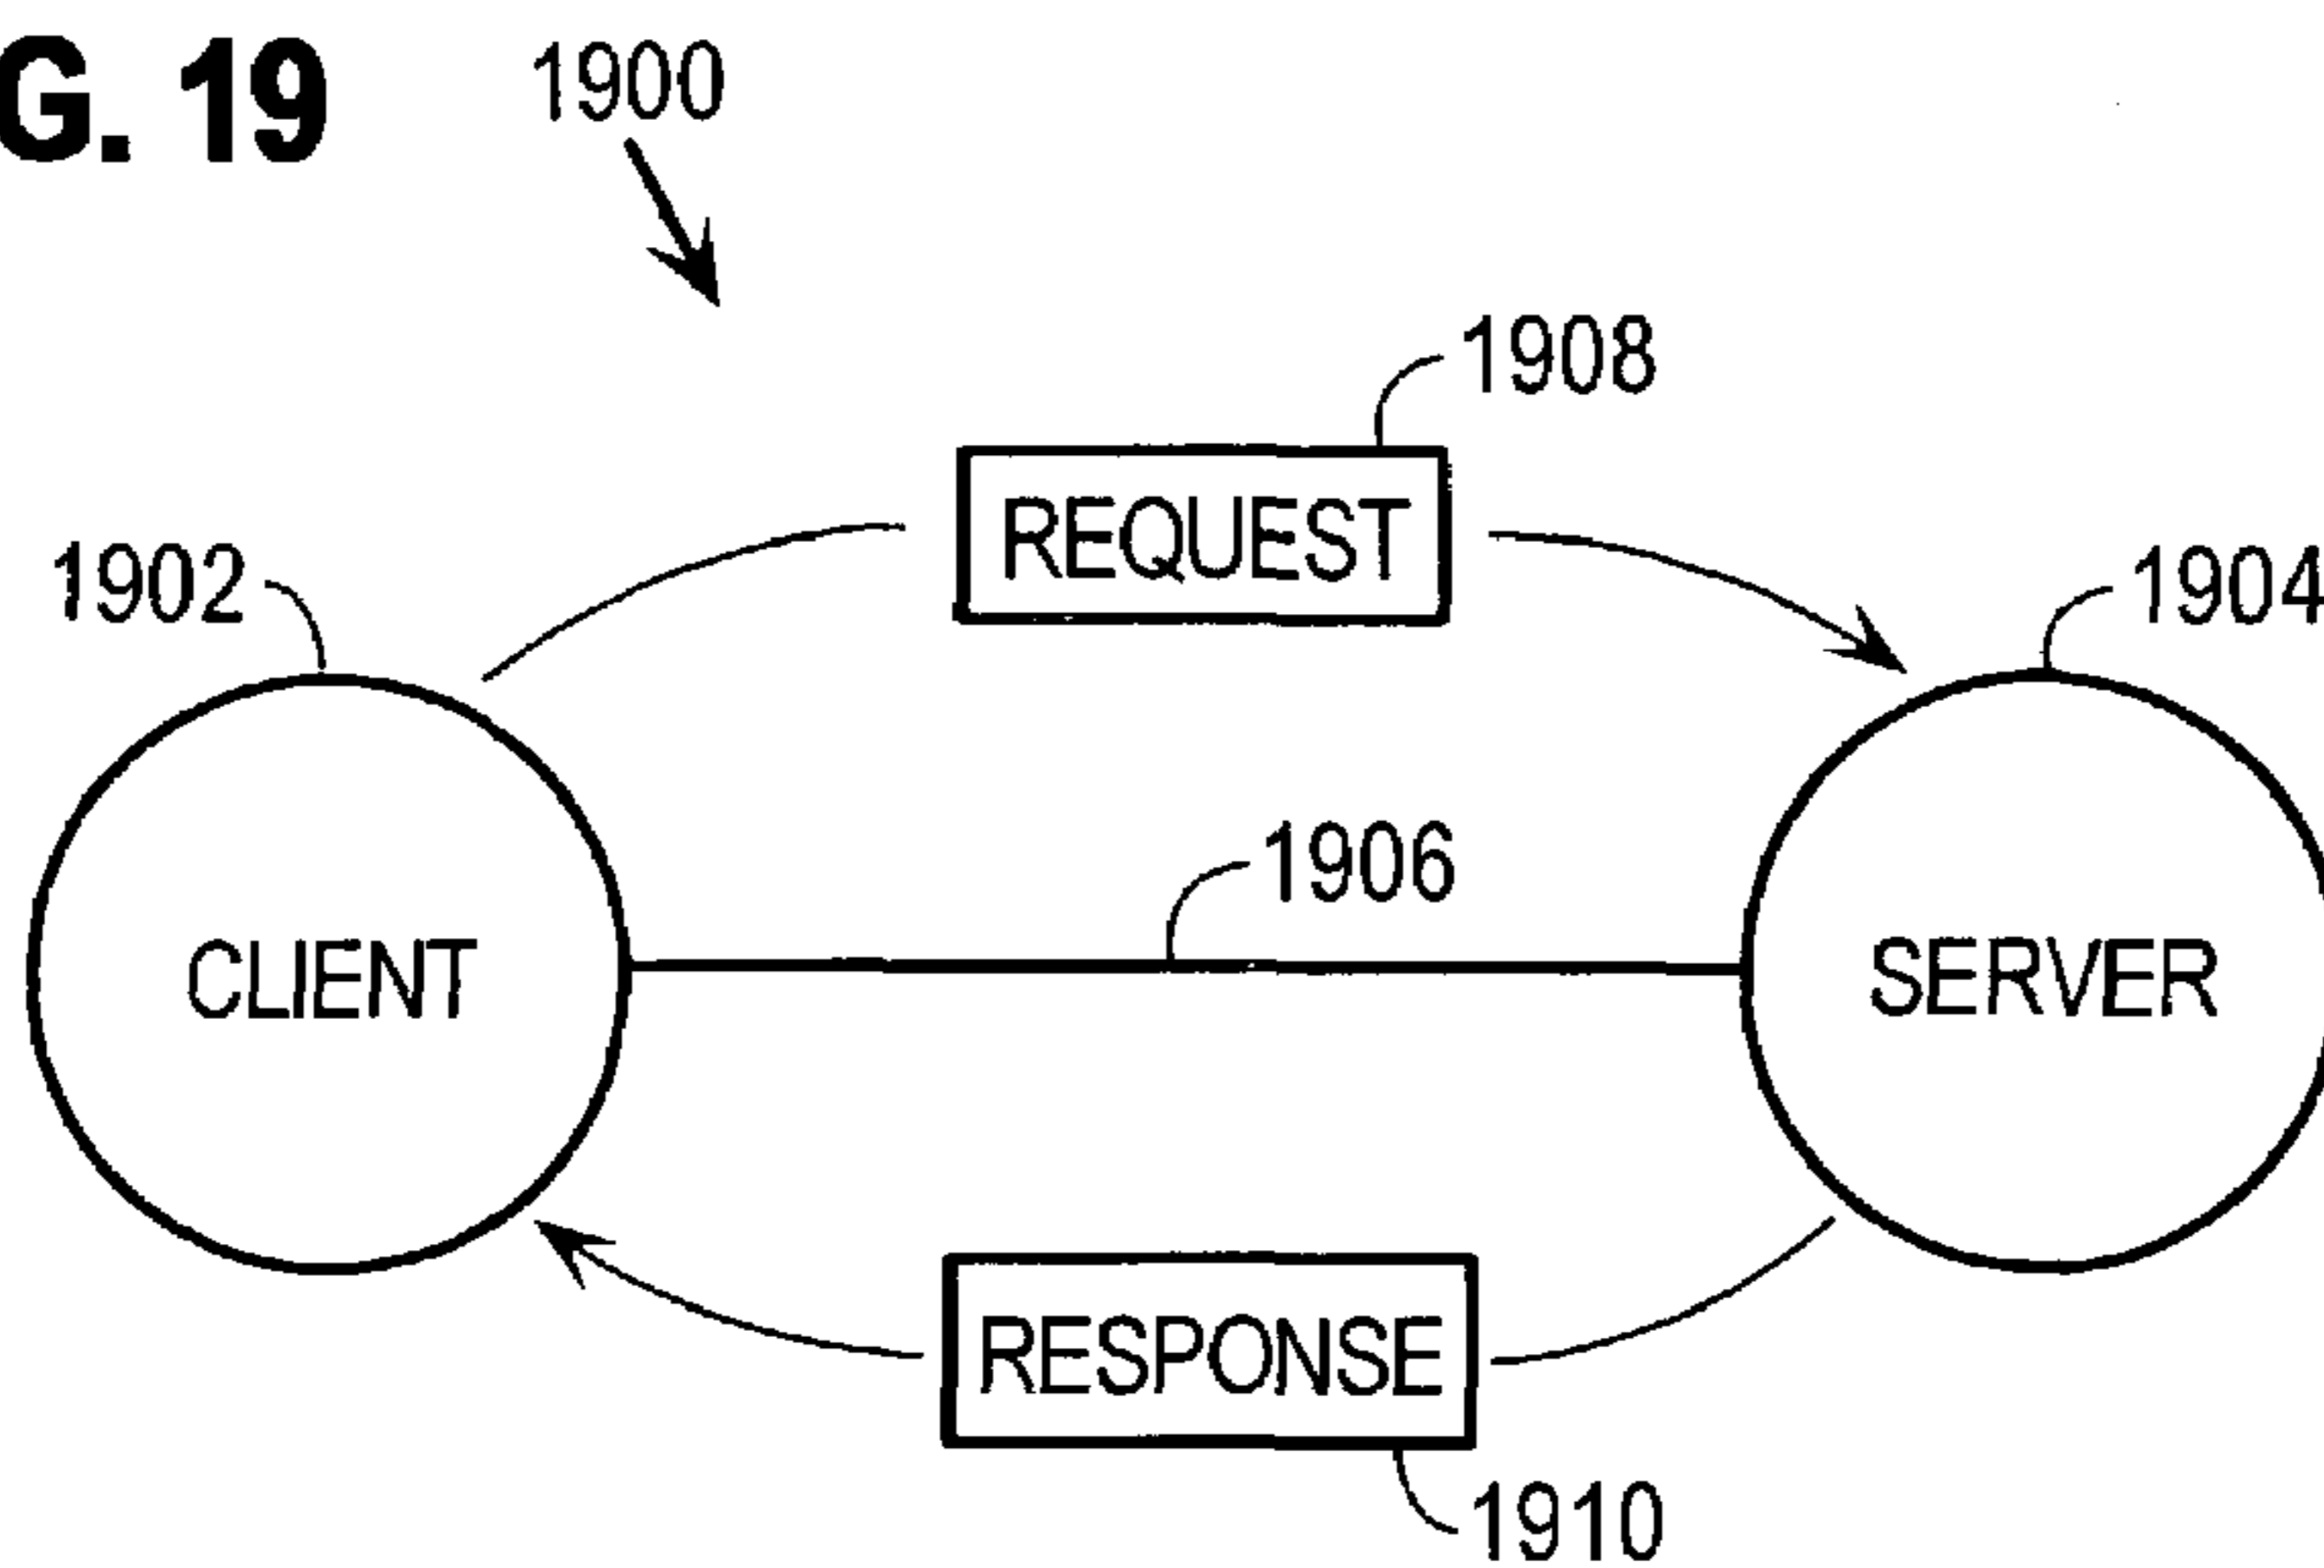 G. 19
1900
1908
REQUEST
1902
1904
1906
CLIENT
SERVER
RESPONSE
1910